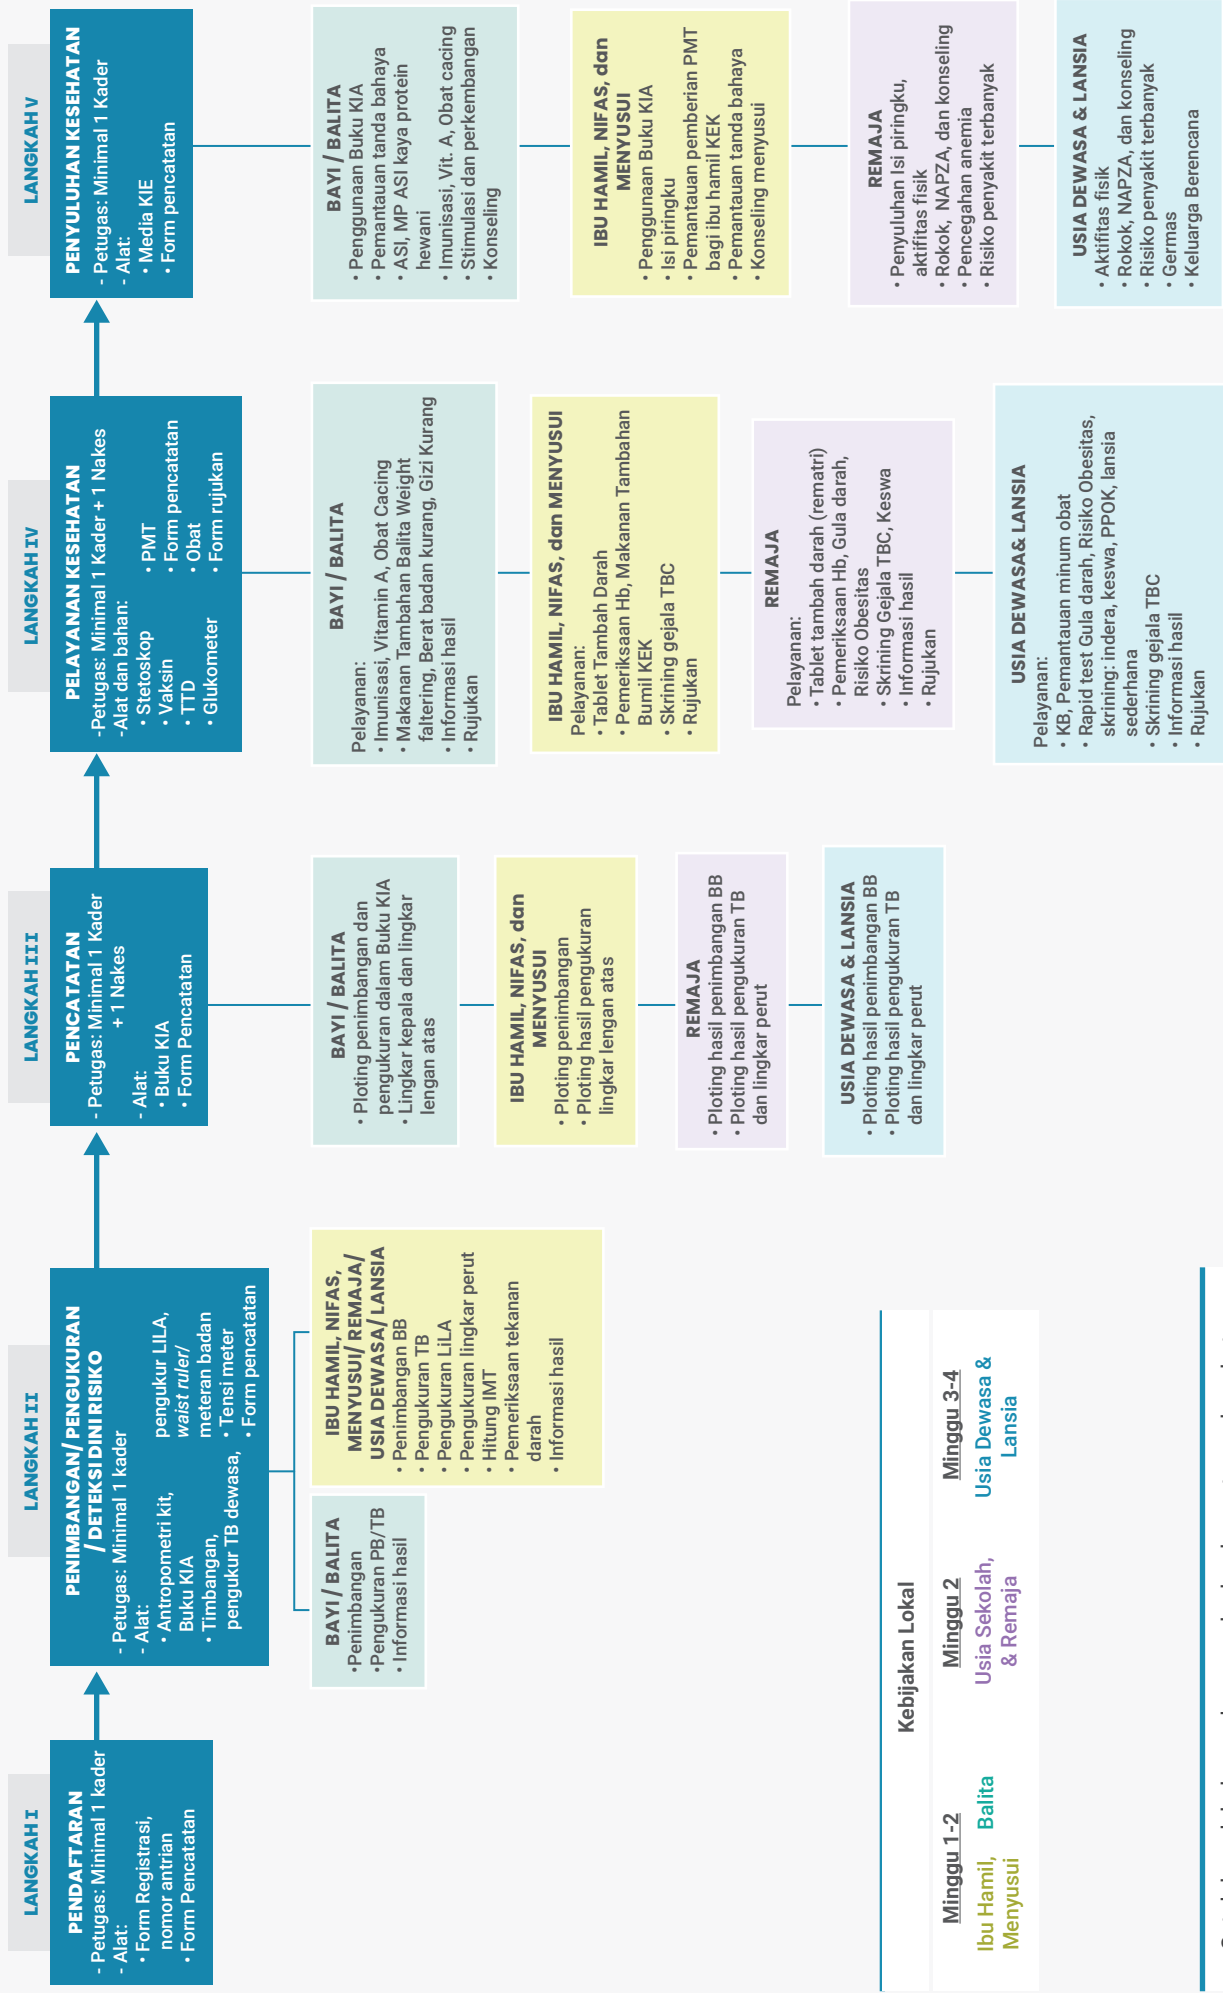 LANGKAH I
PENDAFTARAN
- Petugas: Minimal 1 kader
- Alat:
• Form Registrasi,
nomor antrian
• Form Pencatatan
LANGKAH II
PENIMBANGAN/ PENGUKURAN
/ DETEKSI DINI RISIKO
- Petugas: Minimal 1 kader
- Alat:
• Antropometri kit,
Buku KIA
• Timbangan,
pengukur TB dewasa,
pengukur LILA,
waist ruler/
meteran badan
• Tensi meter
• Form pencatatan
BAYI / BALITA
•Penimbangan
•Pengukuran PB/TB
• Informasi hasil
IBU HAMIL, NIFAS,
MENYUSUI/ REMAJA/
USIA DEWASA/ LANSIA
• Penimbangan BB
• Pengukuran TB
• Pengukuran LiLA
• Pengukuran lingkar perut
• Hitung IMT
• Pemeriksaan tekanan
darah
• Informasi hasil
LANGKAH III
PENCATATAN
- Petugas: Minimal 1 Kader
+ 1 Nakes
- Alat:
• Buku KIA
• Form Pencatatan
BAYI / BALITA
• Ploting penimbangan dan
pengukuran dalam Buku KIA
• Lingkar kepala dan lingkar
lengan atas
IBU HAMIL, NIFAS, dan
MENYUSUI
• Ploting penimbangan
• Ploting hasil pengukuran
lingkar lengan atas
REMAJA
• Ploting hasil penimbangan BB
• Ploting hasil pengukuran TB
dan lingkar perut
USIA DEWASA & LANSIA
• Ploting hasil penimbangan BB
• Ploting hasil pengukuran TB
dan lingkar perut
LANGKAH IV
PELAYANAN KESEHATAN
-Petugas: Minimal 1 Kader + 1 Nakes
-Alat dan bahan:
• Stetoskop
• Vaksin
• TTD
• Glukometer
• PMT
• Form pencatatan
• Obat
• Form rujukan
BAYI / BALITA
Pelayanan:
• Imunisasi, Vitamin A, Obat Cacing
• Makanan Tambahan Balita Weight
faltering, Berat badan kurang, Gizi Kurang
• Informasi hasil
• Rujukan
IBU HAMIL, NIFAS, dan MENYUSUI
Pelayanan:
• Tablet Tambah Darah
• Pemeriksaan Hb, Makanan Tambahan
Bumil KEK
• Skrining gejala TBC
• Rujukan
REMAJA
Pelayanan:
• Tablet tambah darah (rematri)
• Pemeriksaan Hb, Gula darah,
Risiko Obesitas
• Skrining Gejala TBC, Keswa
• Informasi hasil
• Rujukan
USIA DEWASA& LANSIA
Pelayanan:
• KB, Pemantauan minum obat
• Rapid test Gula darah, Risiko Obesitas,
skrining: indera, keswa, PPOK, lansia
sederhana
• Skrining gejala TBC
• Informasi hasil
• Rujukan
LANGKAH V
PENYULUHAN KESEHATAN
- Petugas: Minimal 1 Kader
- Alat:
• Media KIE
• Form pencatatan
BAYI / BALITA
• Penggunaan Buku KIA
• Pemantauan tanda bahaya
• ASI, MP ASI kaya protein
hewani
• Imunisasi, Vit. A, Obat cacing
Stimulasi dan perkembangan
• Konseling
IBU HAMIL, NIFAS, dan
MENYUSUI
• Penggunaan Buku KIA
• Isi piringku
• Pemantauan pemberian PMT
bagi ibu hamil KEK
• Pemantauan tanda bahaya
• Konseling menyusui
REMAJA
• Penyuluhan Isi piringku,
aktifitas fisik
• Rokok, NAPZA, dan konseling
• Pencegahan anemia
• Risiko penyakit terbanyak
USIA DEWASA & LANSIA
• Aktifitas fisik
• Rokok, NAPZA, dan konseling
• Risiko penyakit terbanyak
• Germas
• Keluarga Berencana
Kebijakan Lokal
Minggu 1-2
Ibu Hamil,
Menyusui
Balita
Minggu 2
Usia Sekolah,
& Remaja
Minggu 3-4
Usia Dewasa &
Lansia